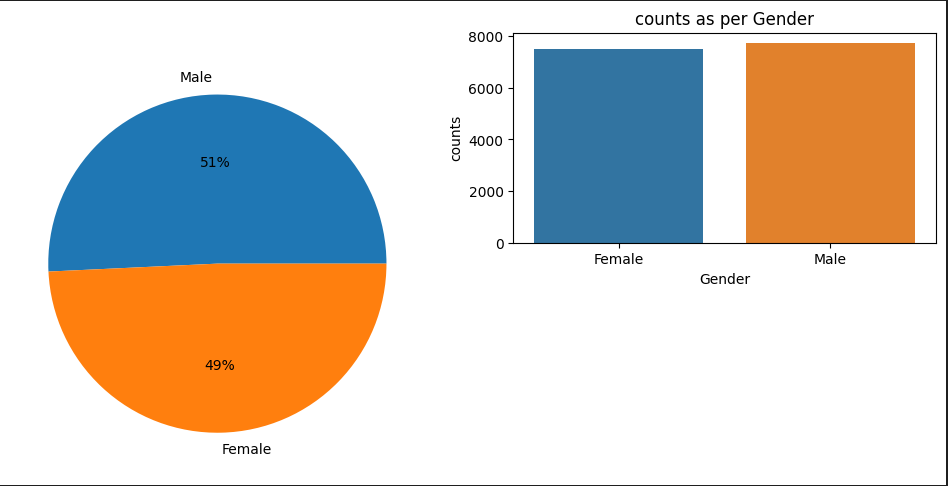 Male
51%
49%
Female
counts as per Gender
counts
8000
6000
4000
2000
0
Female Male
Gender